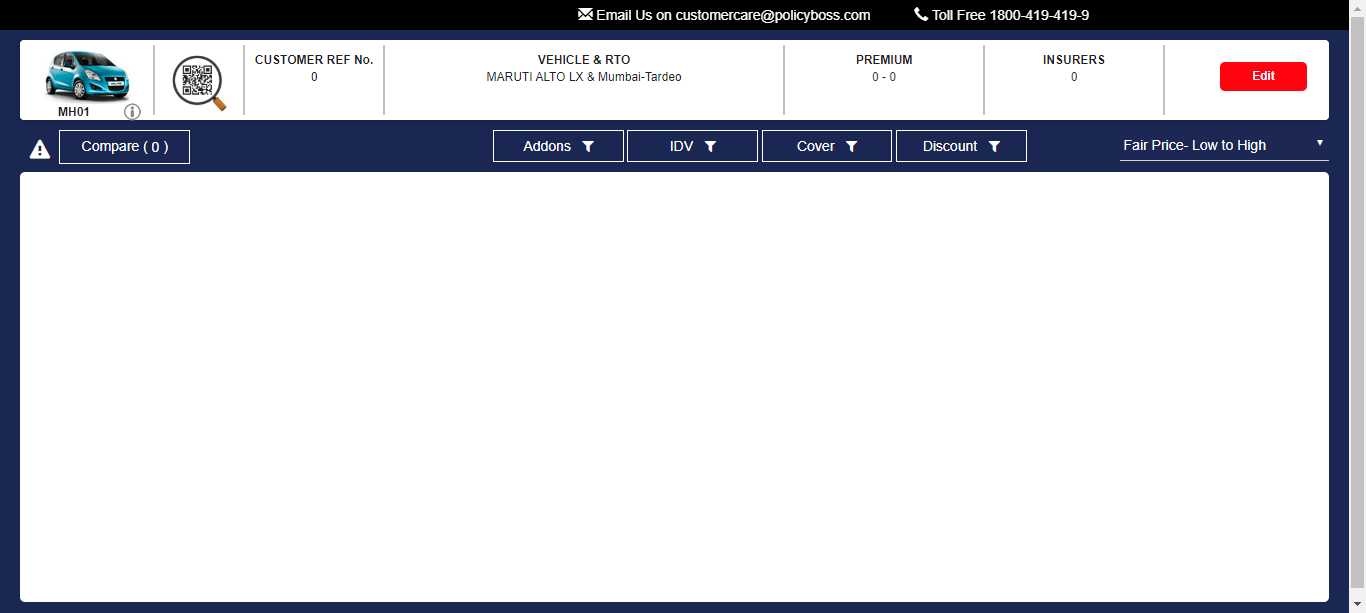 Email Us on customercare@policyboss.com Toll Free 1800-419-419-9
CUSTOMER REF No. VEHICLE & RTO PREMIUM INSURERS
0 MARUTI ALTO LX & Mumbai-Tardeo 0 - 0 0
Edit
MH01
Compare ( 0 ) Addons IDV Cover Discount Fair Price- Low to High